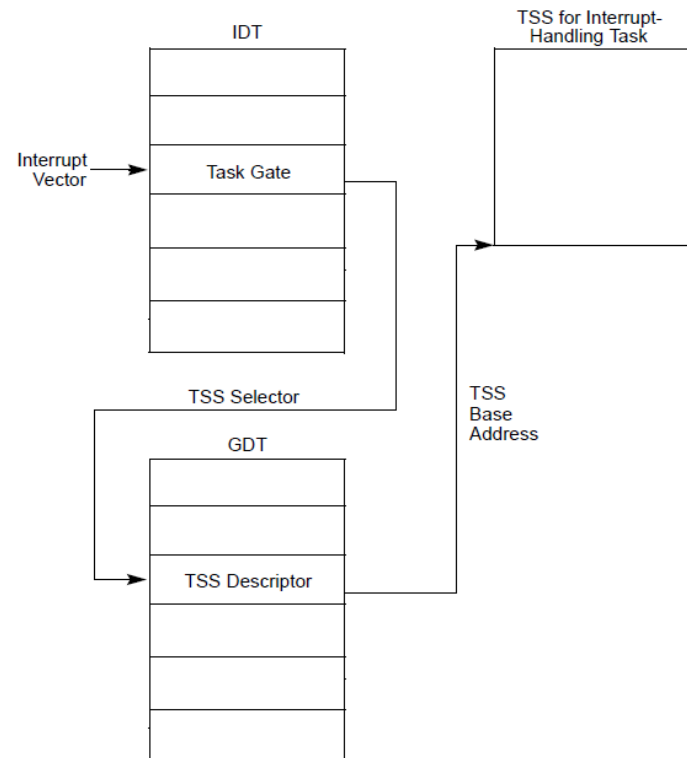 TSS for Interrupt-
Handling Task
IDT
Interrupt
Vector
Task Gate
TSS Selector
TSS
Base
Address
GDT
TSS Descriptor